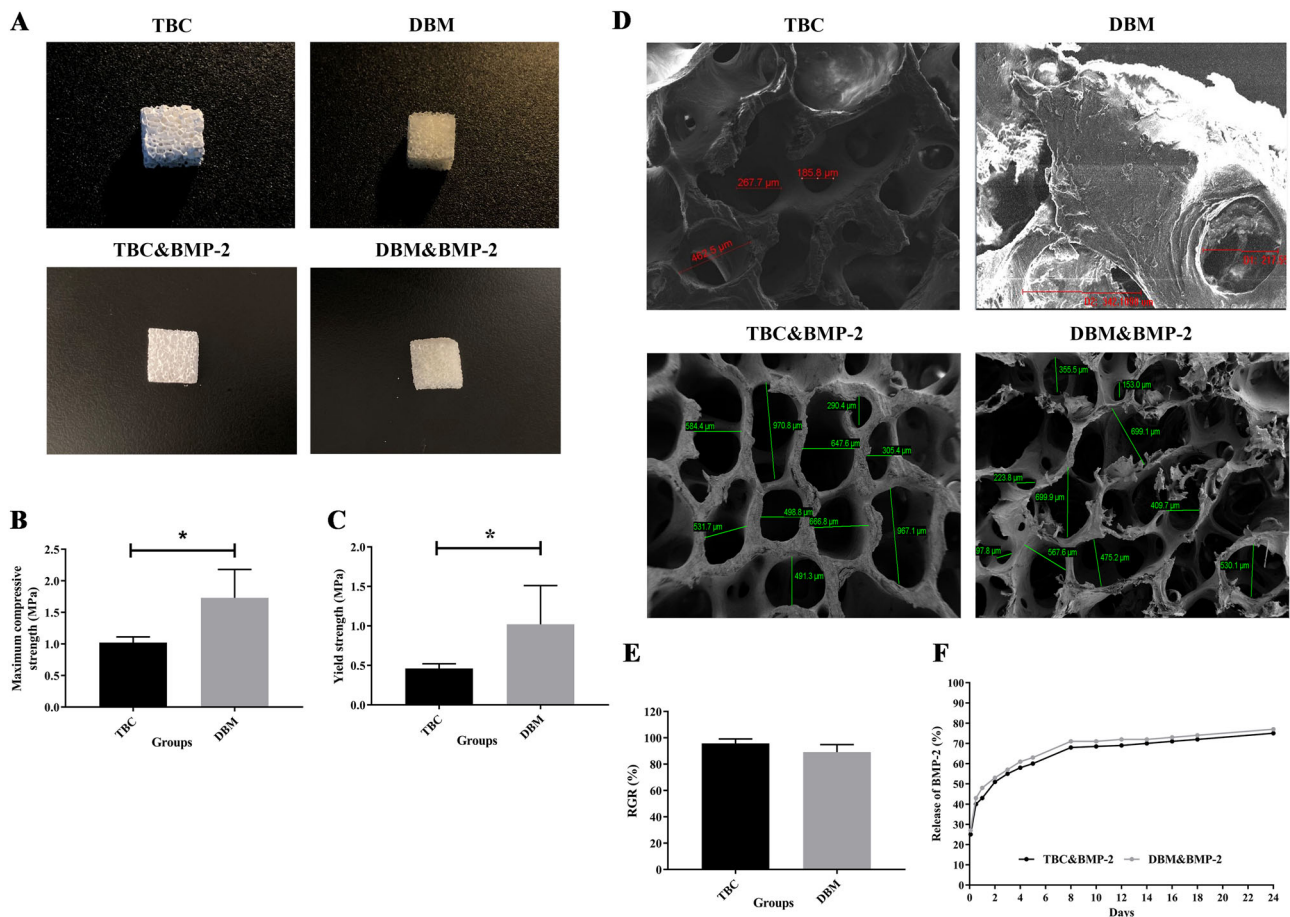 A
TBC
DBM
TBC&BMP-2
DBM&BMP-2
D
TBC
DBM
267.7 µm
185.8 µm
TBC&BMP-2
DBM&BMP-2
584.4 µm
970.8 µm
290.4 µm
647.6 µm
305.4 µm
498.8 µm
531.7 µm
666.8 µm
967.1 µm
491.3 µm
355.5 µm
153.0 µm
699.1 µm
223.8 µm
699.9 µm
409.7 µm
97.8 µm
567.6 µm
475.2 µm
530.1 µm
B
Maximum compressive
strength (MPa)
2.5
2.0
1.5
1.0
0.5
0.0
*
TBC
DBM
Groups
C
Yield strength (MPa)
2.0
1.5
1.0
0.5
0.0
*
TBC
DBM
Groups
E
RGR (%)
120
100
80
60
40
20
0
TBC
DBM
Groups
F
Release of BMP-2 (%)
100
90
80
70
60
50
40
30
20
10
0
TBC&BMP-2
DBM&BMP-2
0 2 4 6 8 10 12 14 16 18 20 22 24
Days